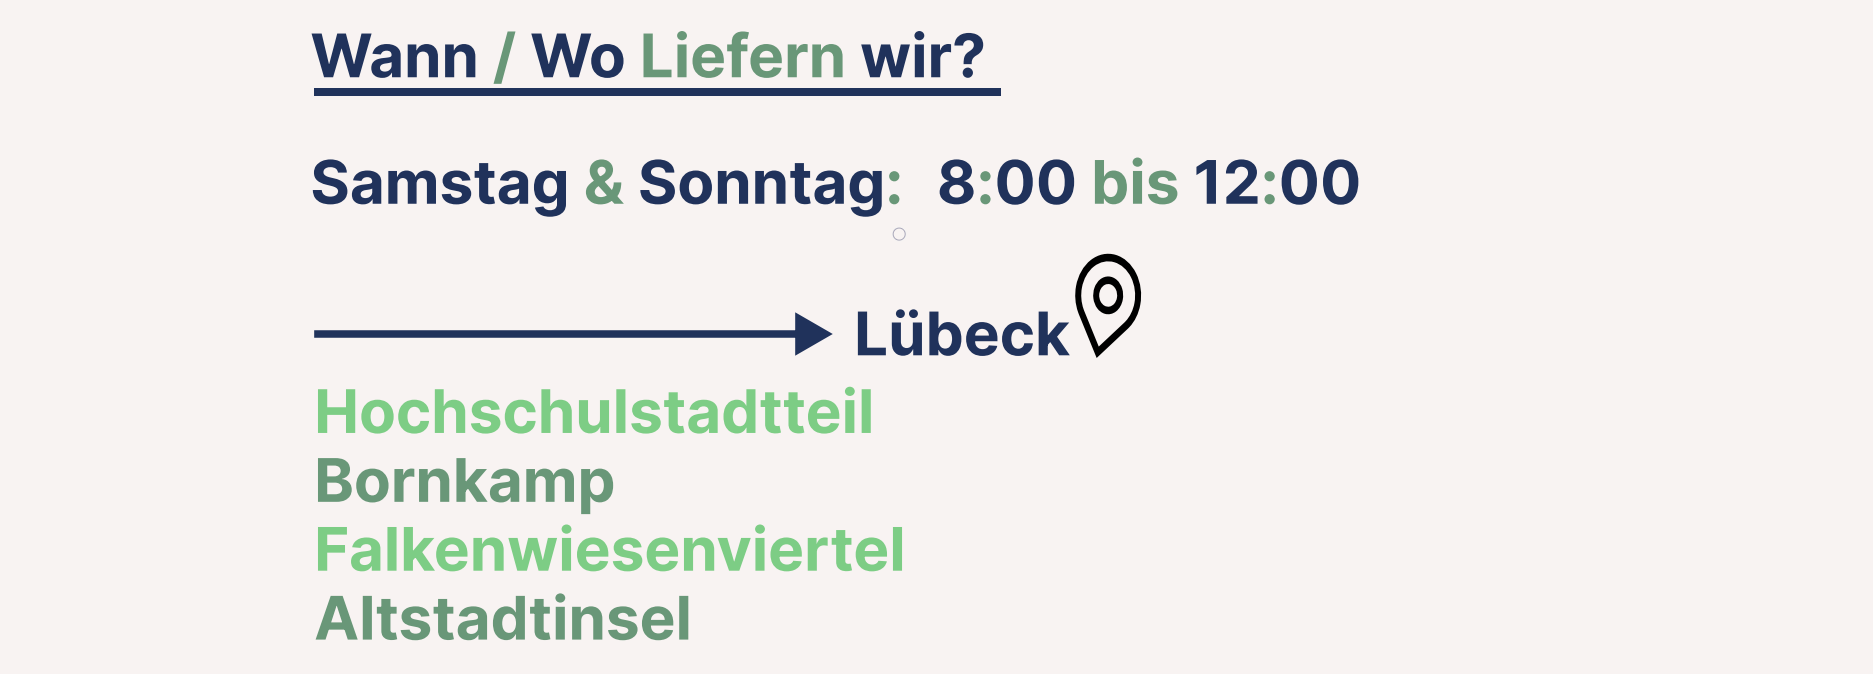 Wann / Wo Liefern wir?
Samstag & Sonntag: 8:00 bis 12:00
Lübeck
Hochschulstadtteil
Bornkamp
Falkenwiesenviertel
Altstadtinsel